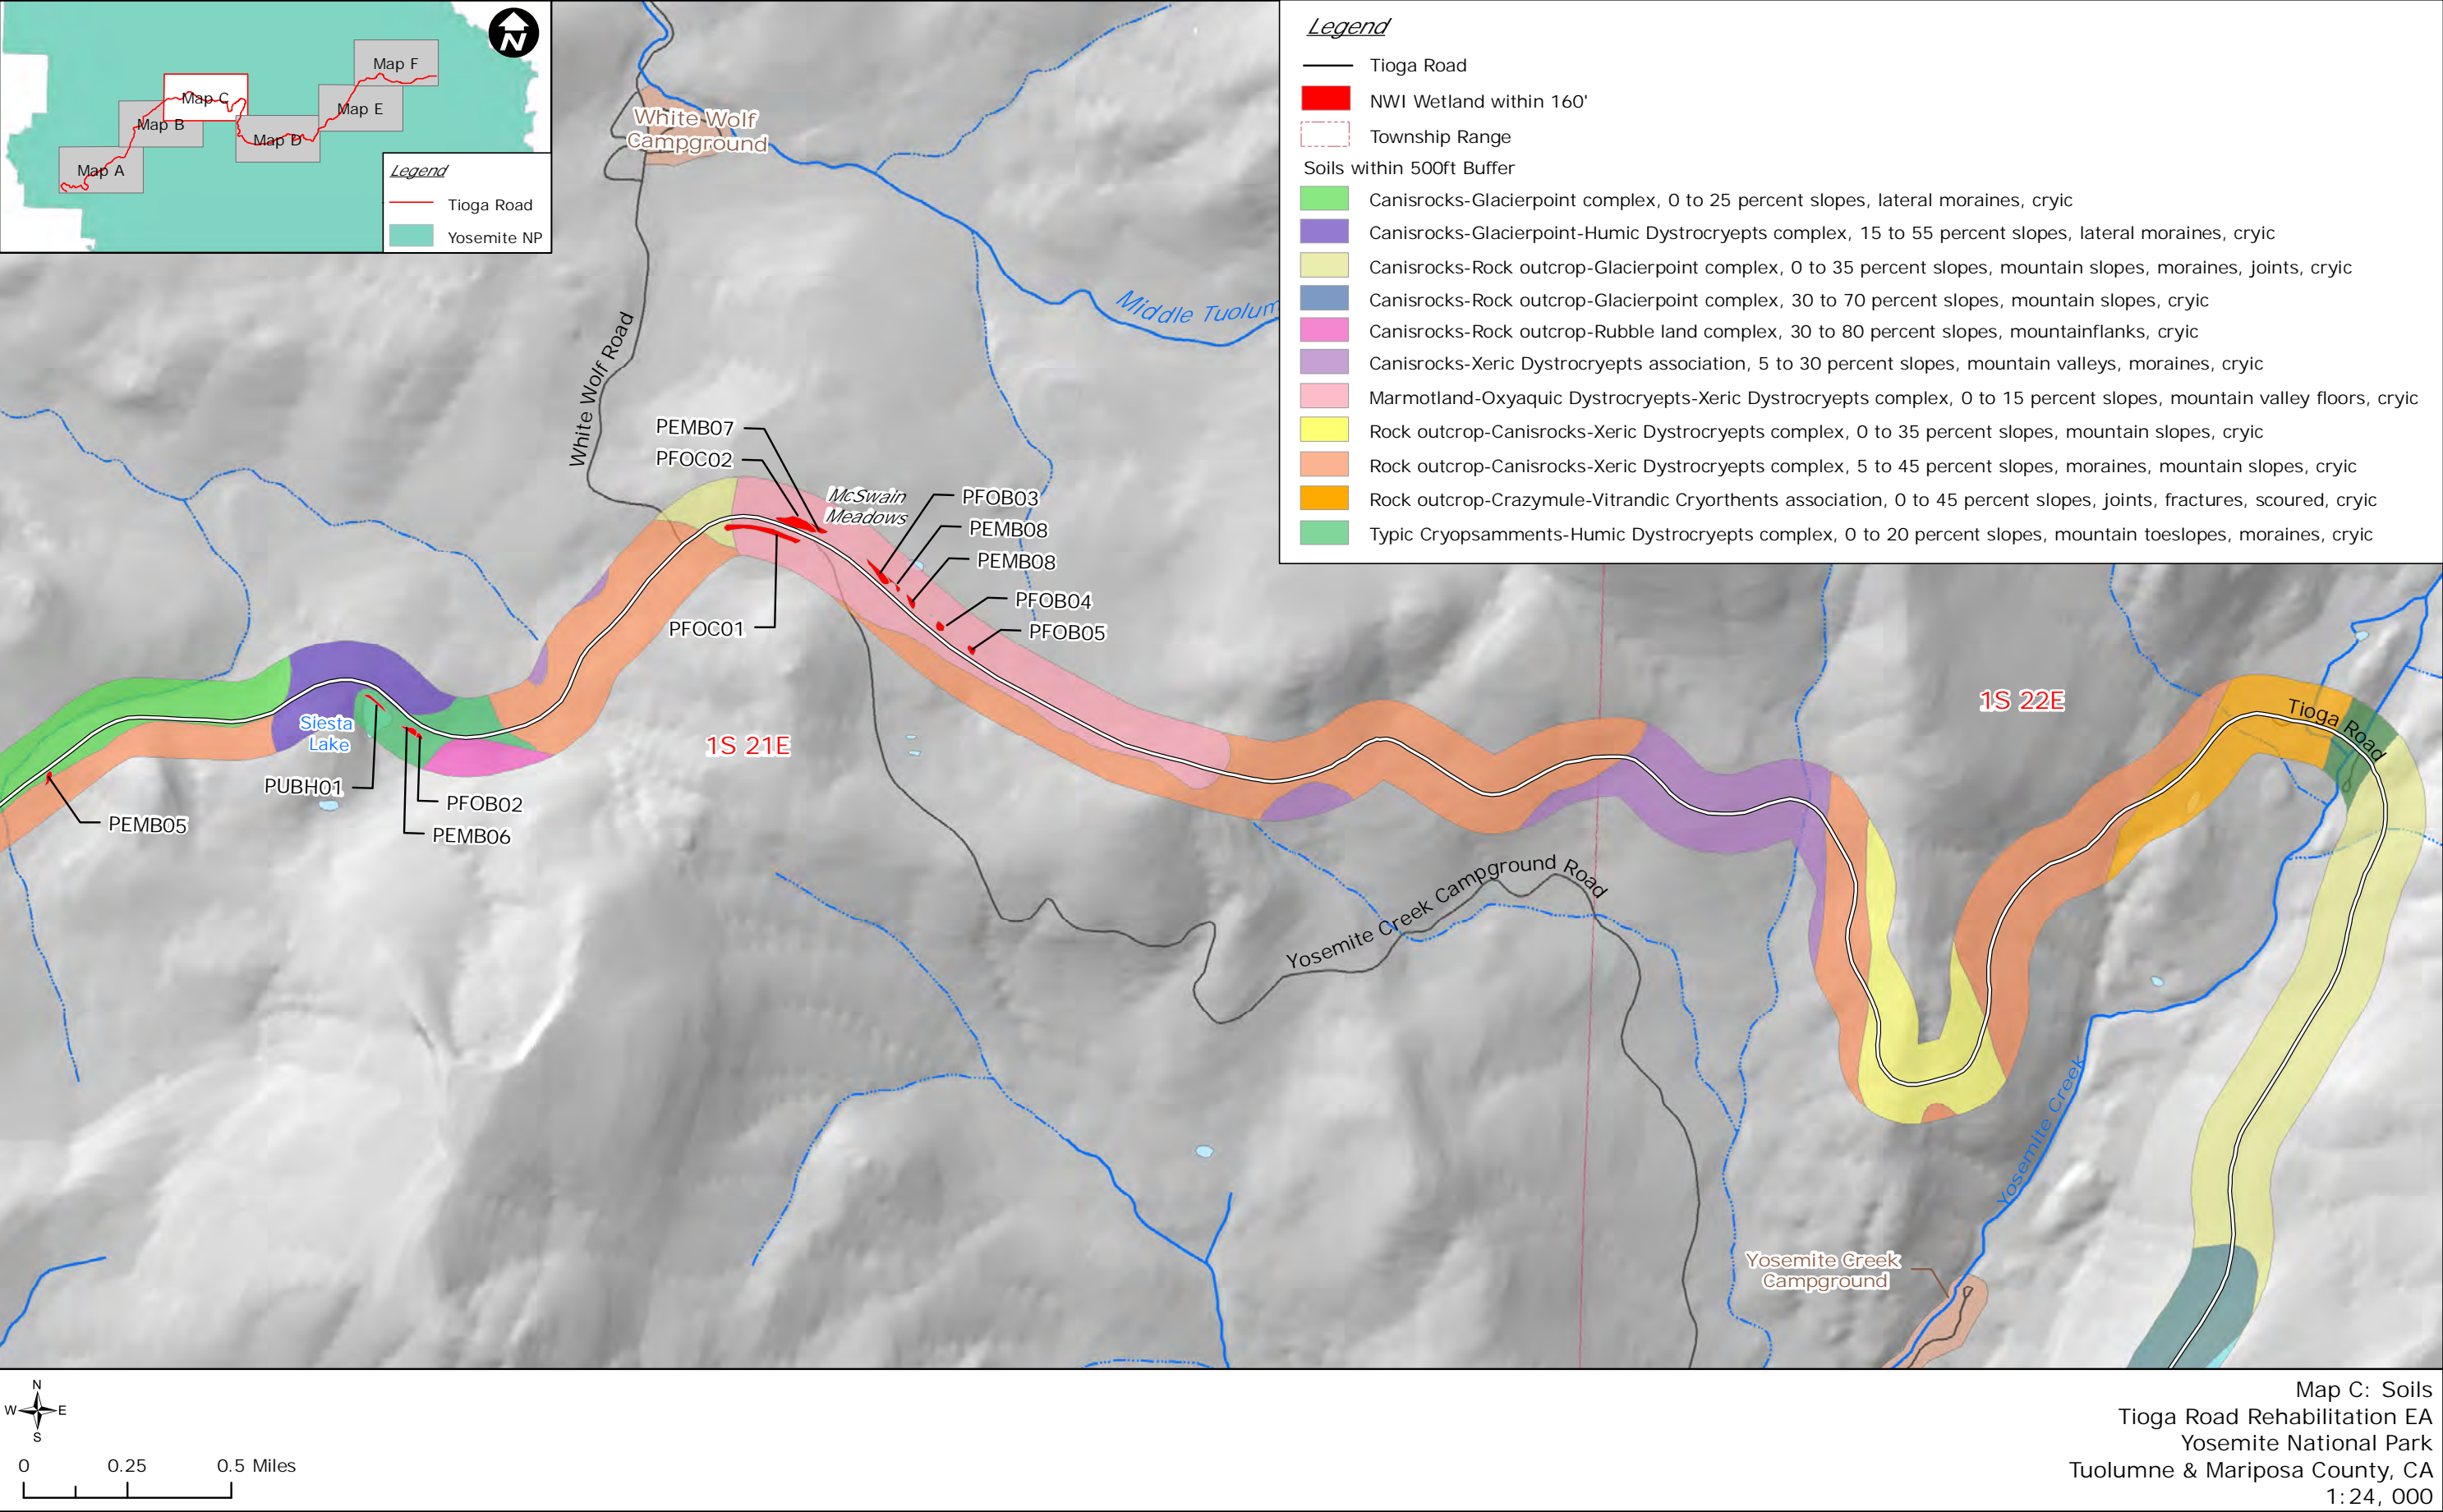 N
Map F
Map C
Map E
Map B
Map D
Map A
Legend
Tioga Road
Yosemite NP
Legend
Tioga Road
NWI Wetland within 160'
Township Range
Soils within 500ft Buffer
Canisrocks-Glacierpoint complex, 0 to 25 percent slopes, lateral moraines, cryic
Canisrocks-Glacierpoint-Humic Dystrocryepts complex, 15 to 55 percent slopes, lateral moraines, cryic
Canisrocks-Rock outcrop-Glacierpoint complex, 0 to 35 percent slopes, mountain slopes, moraines, joints, cryic
Canisrocks-Rock outcrop-Glacierpoint complex, 30 to 70 percent slopes, mountain slopes, cryic
Canisrocks-Rock outcrop-Rubble land complex, 30 to 80 percent slopes, mountainflanks, cryic
Canisrocks-Xeric Dystrocryepts association, 5 to 30 percent slopes, mountain valleys, moraines, cryic
Marmotland-Oxyaquic Dystrocryepts-Xeric Dystrocryepts complex, 0 to 15 percent slopes, mountain valley floors, cryic
Rock outcrop-Canisrocks-Xeric Dystrocryepts complex, 0 to 35 percent slopes, mountain slopes, cryic
Rock outcrop-Canisrocks-Xeric Dystrocryepts complex, 5 to 45 percent slopes, moraines, mountain slopes, cryic
Rock outcrop-Crazymule-Vitrandic Cryorthents association, 0 to 45 percent slopes, joints, fractures, scoured, cryic
Typic Cryopsamments-Humic Dystrocryepts complex, 0 to 20 percent slopes, mountain toeslopes, moraines, cryic
White Wolf
Campground
Middle Tuolum
White Wolf Road
PEMB07
PFOC02
McSwain
Meadows
PFOB03
PEMB08
PEMB08
PFOB04
PFOB05
PFOC01
1S 22E
Tioga Road
Siesta
Lake
1S 21E
PUBH01
PFOB02
PEMB05
PEMB06
Yosemite Creek Campground Road
Yosemite Creek
Yosemite Creek
Campground
N
W E
S
0 0.25 0.5 Miles
Map C: Soils
Tioga Road Rehabilitation EA
Yosemite National Park
Tuolumne & Mariposa County, CA
1:24, 000